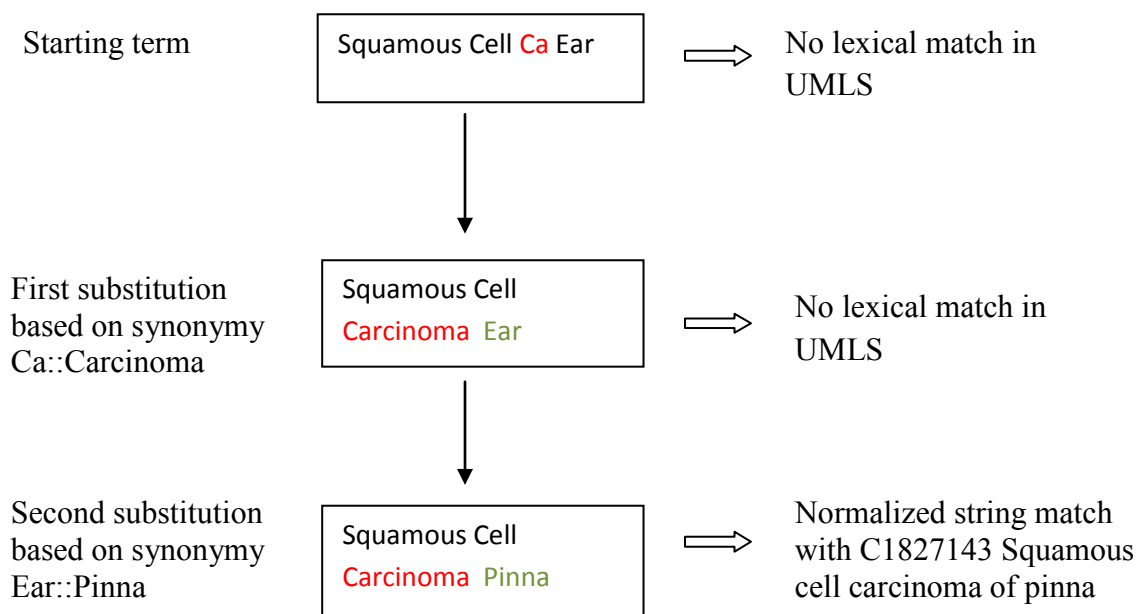 Starting term
Squamous Cell Ca Ear
No lexical match in
UMLS
First substitution
based on synonymy
Ca::Carcinoma
Squamous Cell
Carcinoma Ear
No lexical match in
UMLS
Second substitution
based on synonymy
Ear::Pinna
Squamous Cell
Carcinoma Pinna
Normalized string match
with C1827143 Squamous
cell carcinoma of pinna